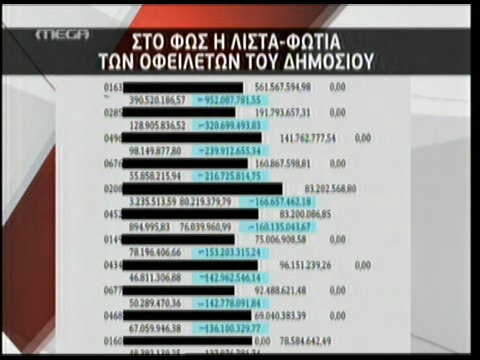 MEGA
ΣΤΟ ΦΩΣ Η ΛΙΣΤΑ-ΦΩΤΙΑ
ΤΩΝ ΟΦΕΙΛΕΤΩΝ ΤΟΥ ΔΗΜΟΣΙΟΥ
0163 561.567.594,98 0,00
390.520.186,57 =952.087.781,55
0285 191.793.657,31 0,00
128.905.836,52 =320.699.493,83
0496 141.762.777,54 0,00
98.149.877,80 =239.912.655,34
0676 160.867.598,81 0,00
55.858.215,94 =216.725.814,75
0208 83.202.568,80
3.235.513,59 80.219.379,79 =166.657.462,18
0452 83.200.086,85
894.995,83 76.039.960,99 =160.135.043,67
0149 75.006.908,58 0,00
78.196.406,66 =153.203.315,24
0434 96.151.239,26 0,00
46.811.306,88 =142.962.546,14
0677 92.488.621,48 0,00
50.289.470,36 =142.778.091,84
0468 69.040.383,39 0,00
67.059.946,38 =136.100.329,77
0160 0,00 78.584.642,49